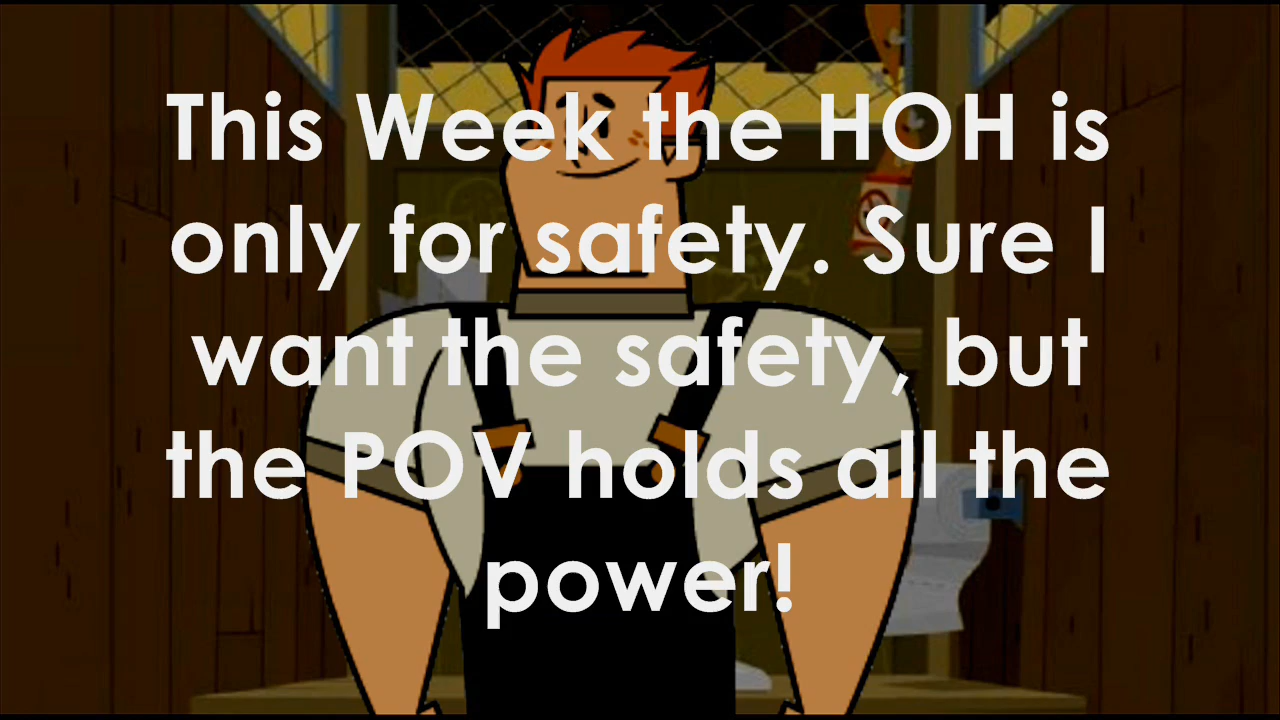 This Week the HOH is
only for safety. Sure I
want the safety, but
the POV holds all the
power!